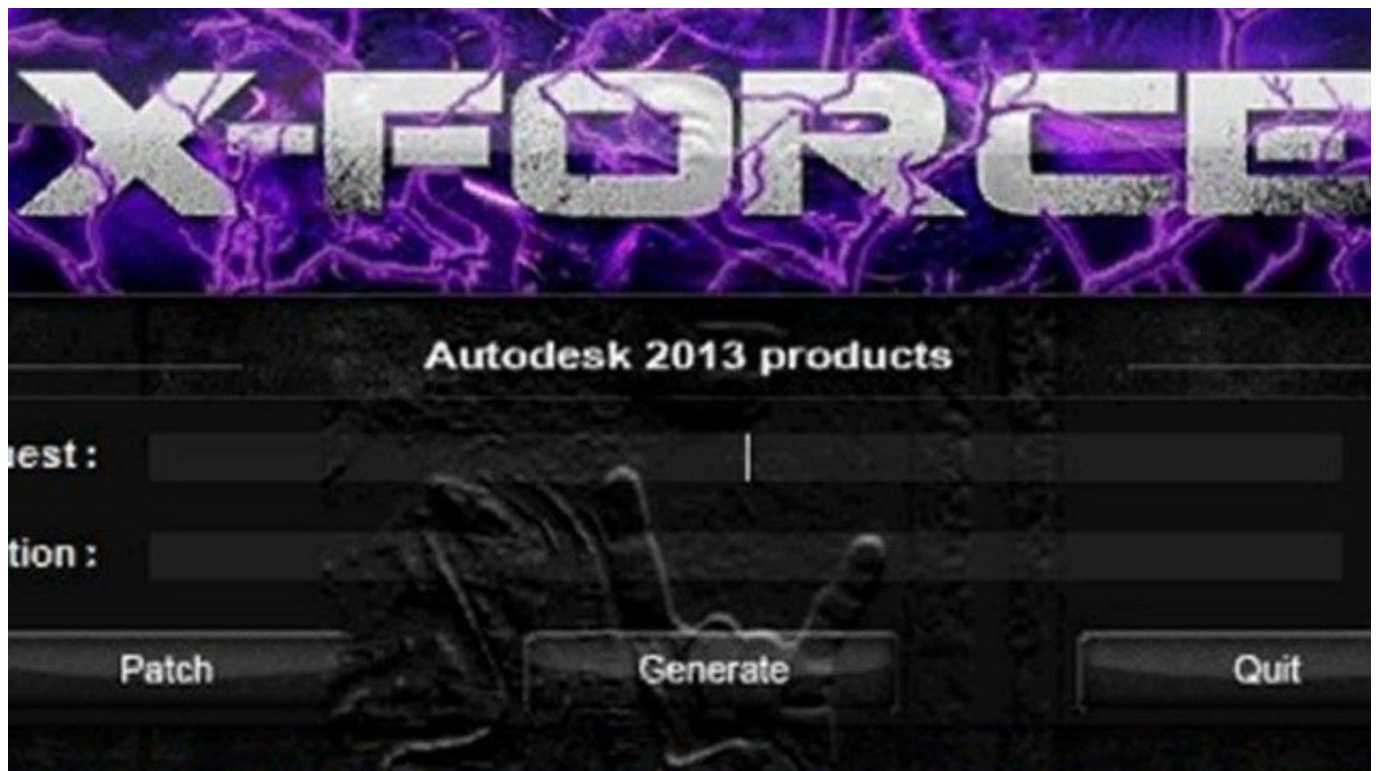 X-FORCE
Autodesk 2013 products
uest :
tion :
Patch
Generate
Quit